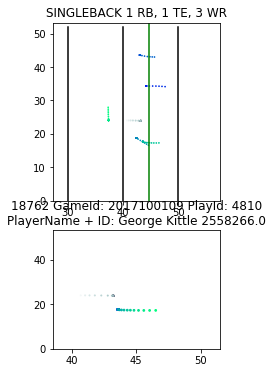 SINGLEBACK 1 RB, 1 TE, 3 WR
50
40
30
20
10
0
30 40 50
18762 GameId: 2017100109 PlayId: 4810
PlayerName + ID: George Kittle 2558266.0
40
20
0
40 45 50